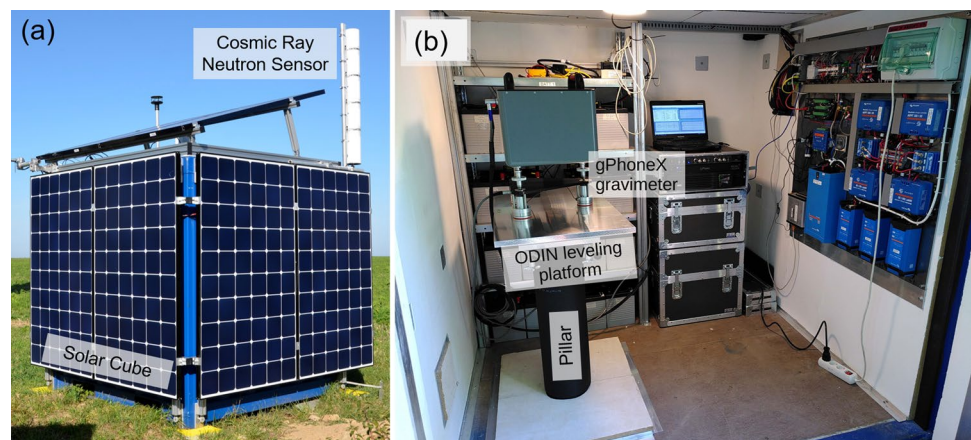 (a)
Cosmic Ray
Neutron Sensor
Solar Cube
(b)
gPhoneX
gravimeter
ODIN leveling
platform
Pillar